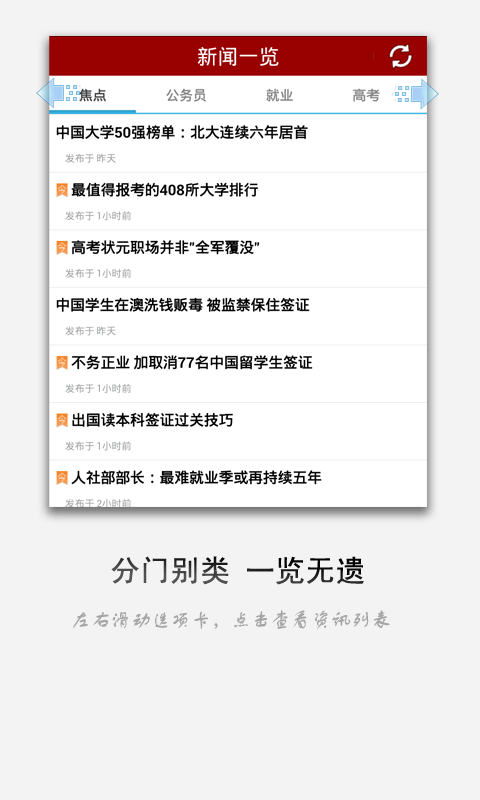 新闻一览
焦点 公务员 就业 高考
中国大学50强榜单：北大连续六年居首
发布于 昨天
今 最值得报考的408所大学排行
发布于 1小时前
今 高考状元职场并非"全军覆没"
发布于 1小时前
中国学生在澳洗钱贩毒 被监禁保住签证
发布于 昨天
今 不务正业 加取消77名中国留学生签证
发布于 1小时前
今 出国读本科签证过关技巧
发布于 1小时前
今 人社部部长：最难就业季或再持续五年
发布于 2小时前
分门别类 一览无遗
左右滑动选项卡，点击查看资讯列表